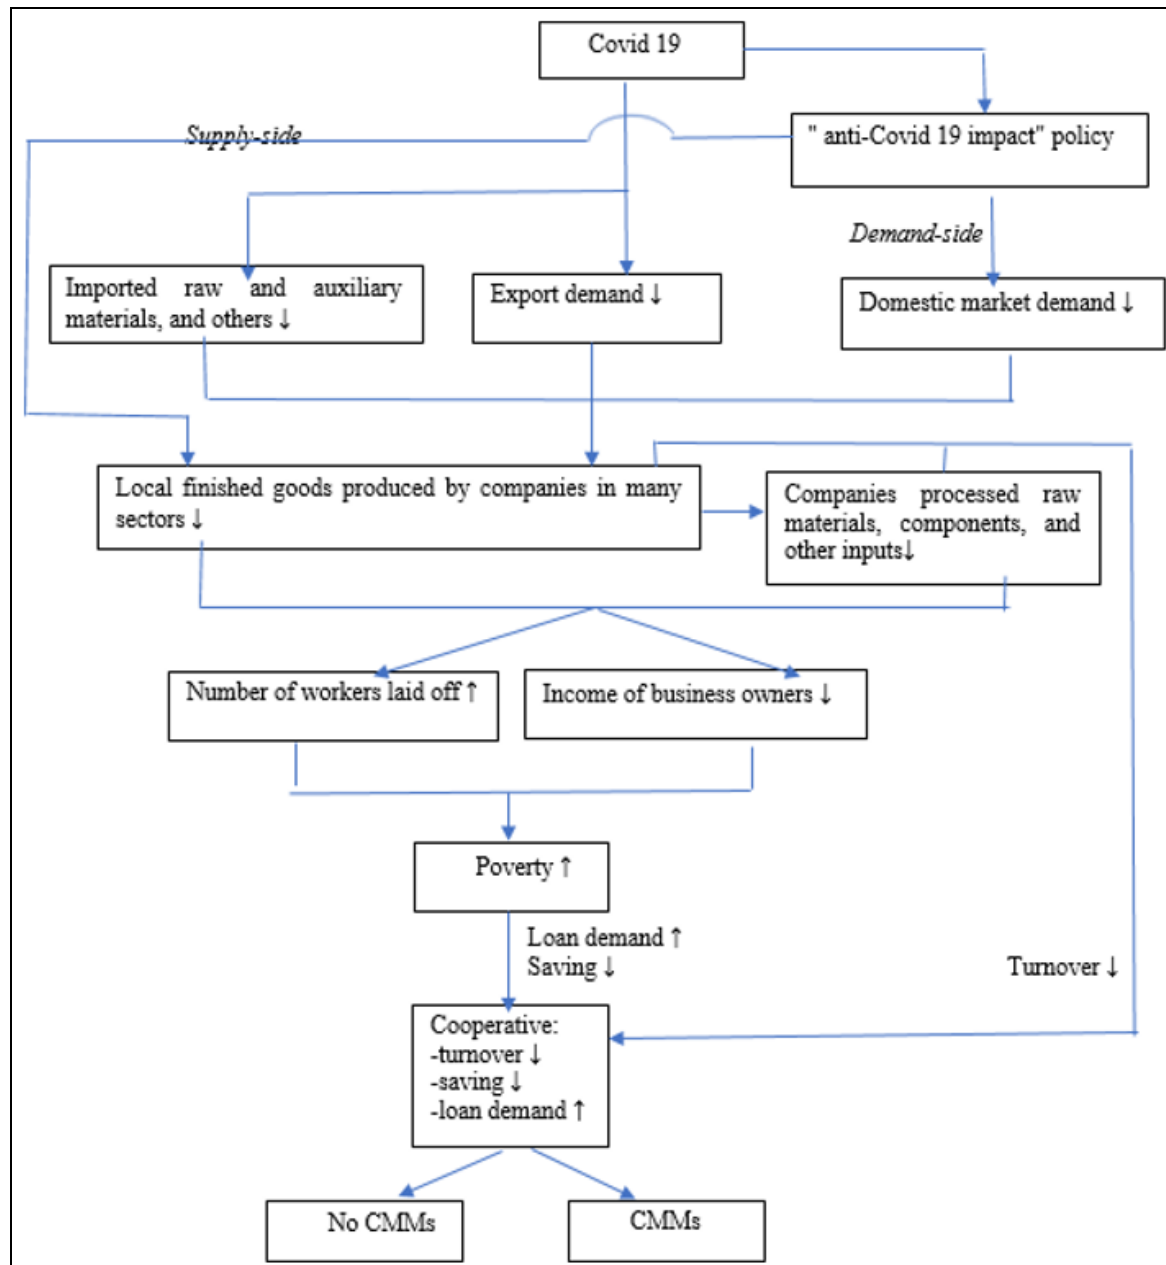 Covid 19
Supply-side
" anti-Covid 19 impact" policy
Demand-side
Imported raw and auxiliary
materials, and others ↓
Export demand ↓
Domestic market demand ↓
Local finished goods produced by companies in many
sectors ↓
Companies processed raw
materials, components, and
other inputs↓
Number of workers laid off ↑
Income of business owners ↓
Poverty ↑
Loan demand ↑
Saving ↓
Turnover ↓
Cooperative:
-turnover ↓
-saving ↓
-loan demand ↑
No CMMs
CMMs